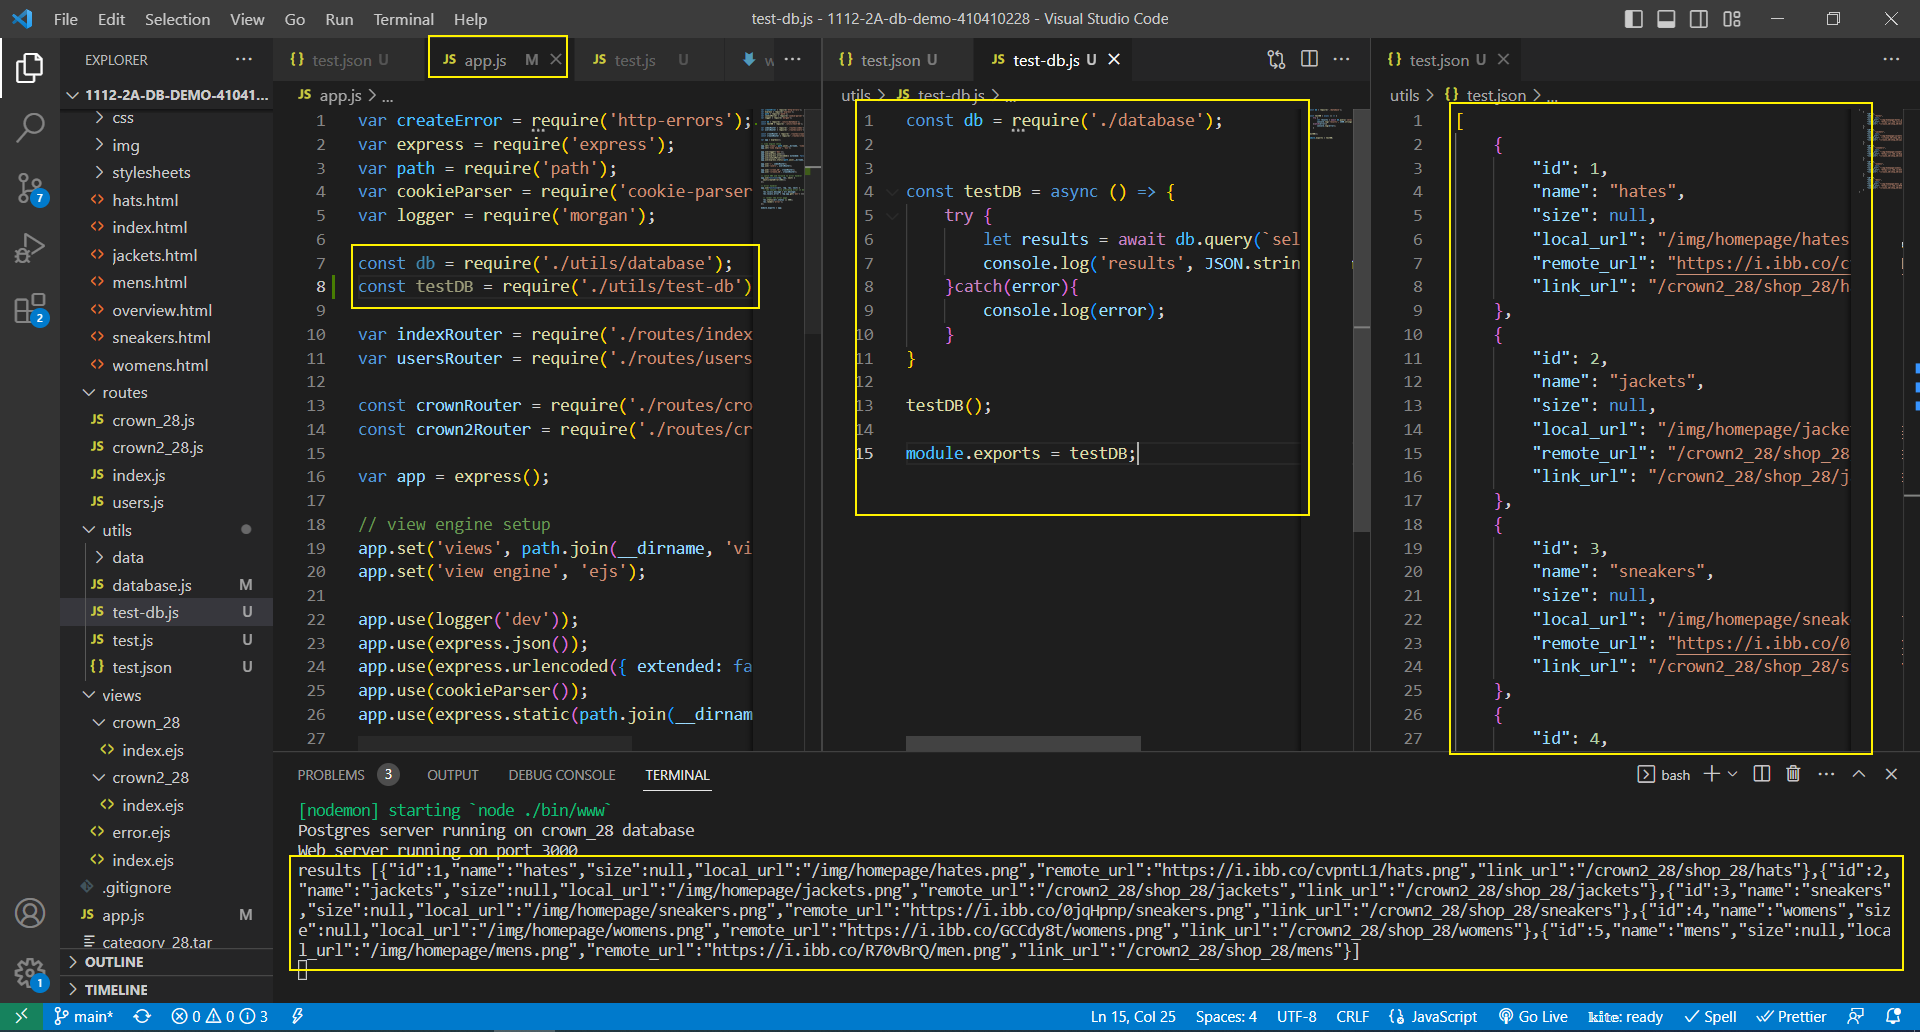 File Edit Selection View Go Run Terminal Help
test-db.js - 1112-2A-db-demo-410410228 - Visual Studio Code
EXPLORER
1112-2A-DB-DEMO-41041...
css
img
stylesheets
hats.html
index.html
jackets.html
mens.html
overview.html
sneakers.html
womens.html
routes
crown_28.js
crown2_28.js
index.js
users.js
utils
data
database.js M
test-db.js U
test.js U
test.json U
views
crown_28
index.ejs
crown2_28
index.ejs
error.ejs
index.ejs
.gitignore
app.js M
category_28.tar
OUTLINE
TIMELINE
7
2
1
test.json U
app.js M
test.js U
w
app.js > ...
1 var createError = require('http-errors');
2 var express = require('express');
3 var path = require('path');
4 var cookieParser = require('cookie-parser
5 var logger = require('morgan');
6
7 const db = require('./utils/database');
8 const testDB = require('./utils/test-db')
9
10 var indexRouter = require('./routes/index
11 var usersRouter = require('./routes/users
12
13 const crownRouter = require('./routes/cro
14 const crown2Router = require('./routes/cr
15
16 var app = express();
17
18 // view engine setup
19 app.set('views', path.join(__dirname, 'vi
20 app.set('view engine', 'ejs');
21
22 app.use(logger('dev'));
23 app.use(express.json());
24 app.use(express.urlencoded({ extended: fa
25 app.use(cookieParser());
26 app.use(express.static(path.join(__dirnam
27
test.json U
test-db.js U
utils > test-db.js > ...
1 const db = require('./database');
2
3
4 const testDB = async () => {
5 try {
6 let results = await db.query(`sel
7 console.log('results', JSON.strin
8 }catch(error){
9 console.log(error);
10 }
11 }
12
13 testDB();
14
15 module.exports = testDB;
test.json U
utils > test.json > ...
1 [
2 {
3 "id": 1,
4 "name": "hates",
5 "size": null,
6 "local_url": "/img/homepage/hates
7 "remote_url": "https://i.ibb.co/c
8 "link_url": "/crown2_28/shop_28/h
9 },
10 {
11 "id": 2,
12 "name": "jackets",
13 "size": null,
14 "local_url": "/img/homepage/jacke
15 "remote_url": "/crown2_28/shop_28
16 "link_url": "/crown2_28/shop_28/j
17 },
18 {
19 "id": 3,
20 "name": "sneakers",
21 "size": null,
22 "local_url": "/img/homepage/sneak
23 "remote_url": "https://i.ibb.co/0
24 "link_url": "/crown2_28/shop_28/s
25 },
26 {
27 "id": 4,
PROBLEMS 3 OUTPUT DEBUG CONSOLE TERMINAL
bash
[nodemon] starting `node ./bin/www`
Postgres server running on crown_28 database
Web server running on port 3000
results [{"id":1,"name":"hates","size":null,"local_url":"/img/homepage/hates.png","remote_url":"https://i.ibb.co/cvpntL1/hats.png","link_url":"/crown2_28/shop_28/hats"},{"id":2,
"name":"jackets","size":null,"local_url":"/img/homepage/jackets.png","remote_url":"/crown2_28/shop_28/jackets","link_url":"/crown2_28/shop_28/jackets"},{"id":3,"name":"sneakers"
,"size":null,"local_url":"/img/homepage/sneakers.png","remote_url":"https://i.ibb.co/0jqHpnp/sneakers.png","link_url":"/crown2_28/shop_28/sneakers"},{"id":4,"name":"womens","siz
e":null,"local_url":"/img/homepage/womens.png","remote_url":"https://i.ibb.co/GCCdy8t/womens.png","link_url":"/crown2_28/shop_28/womens"},{"id":5,"name":"mens","size":null,"loca
l_url":"/img/homepage/mens.png","remote_url":"https://i.ibb.co/R70vBrQ/men.png","link_url":"/crown2_28/shop_28/mens"}]
main* 0 0 3
Ln 15, Col 25 Spaces: 4 UTF-8 CRLF JavaScript Go Live kite: ready Spell Prettier